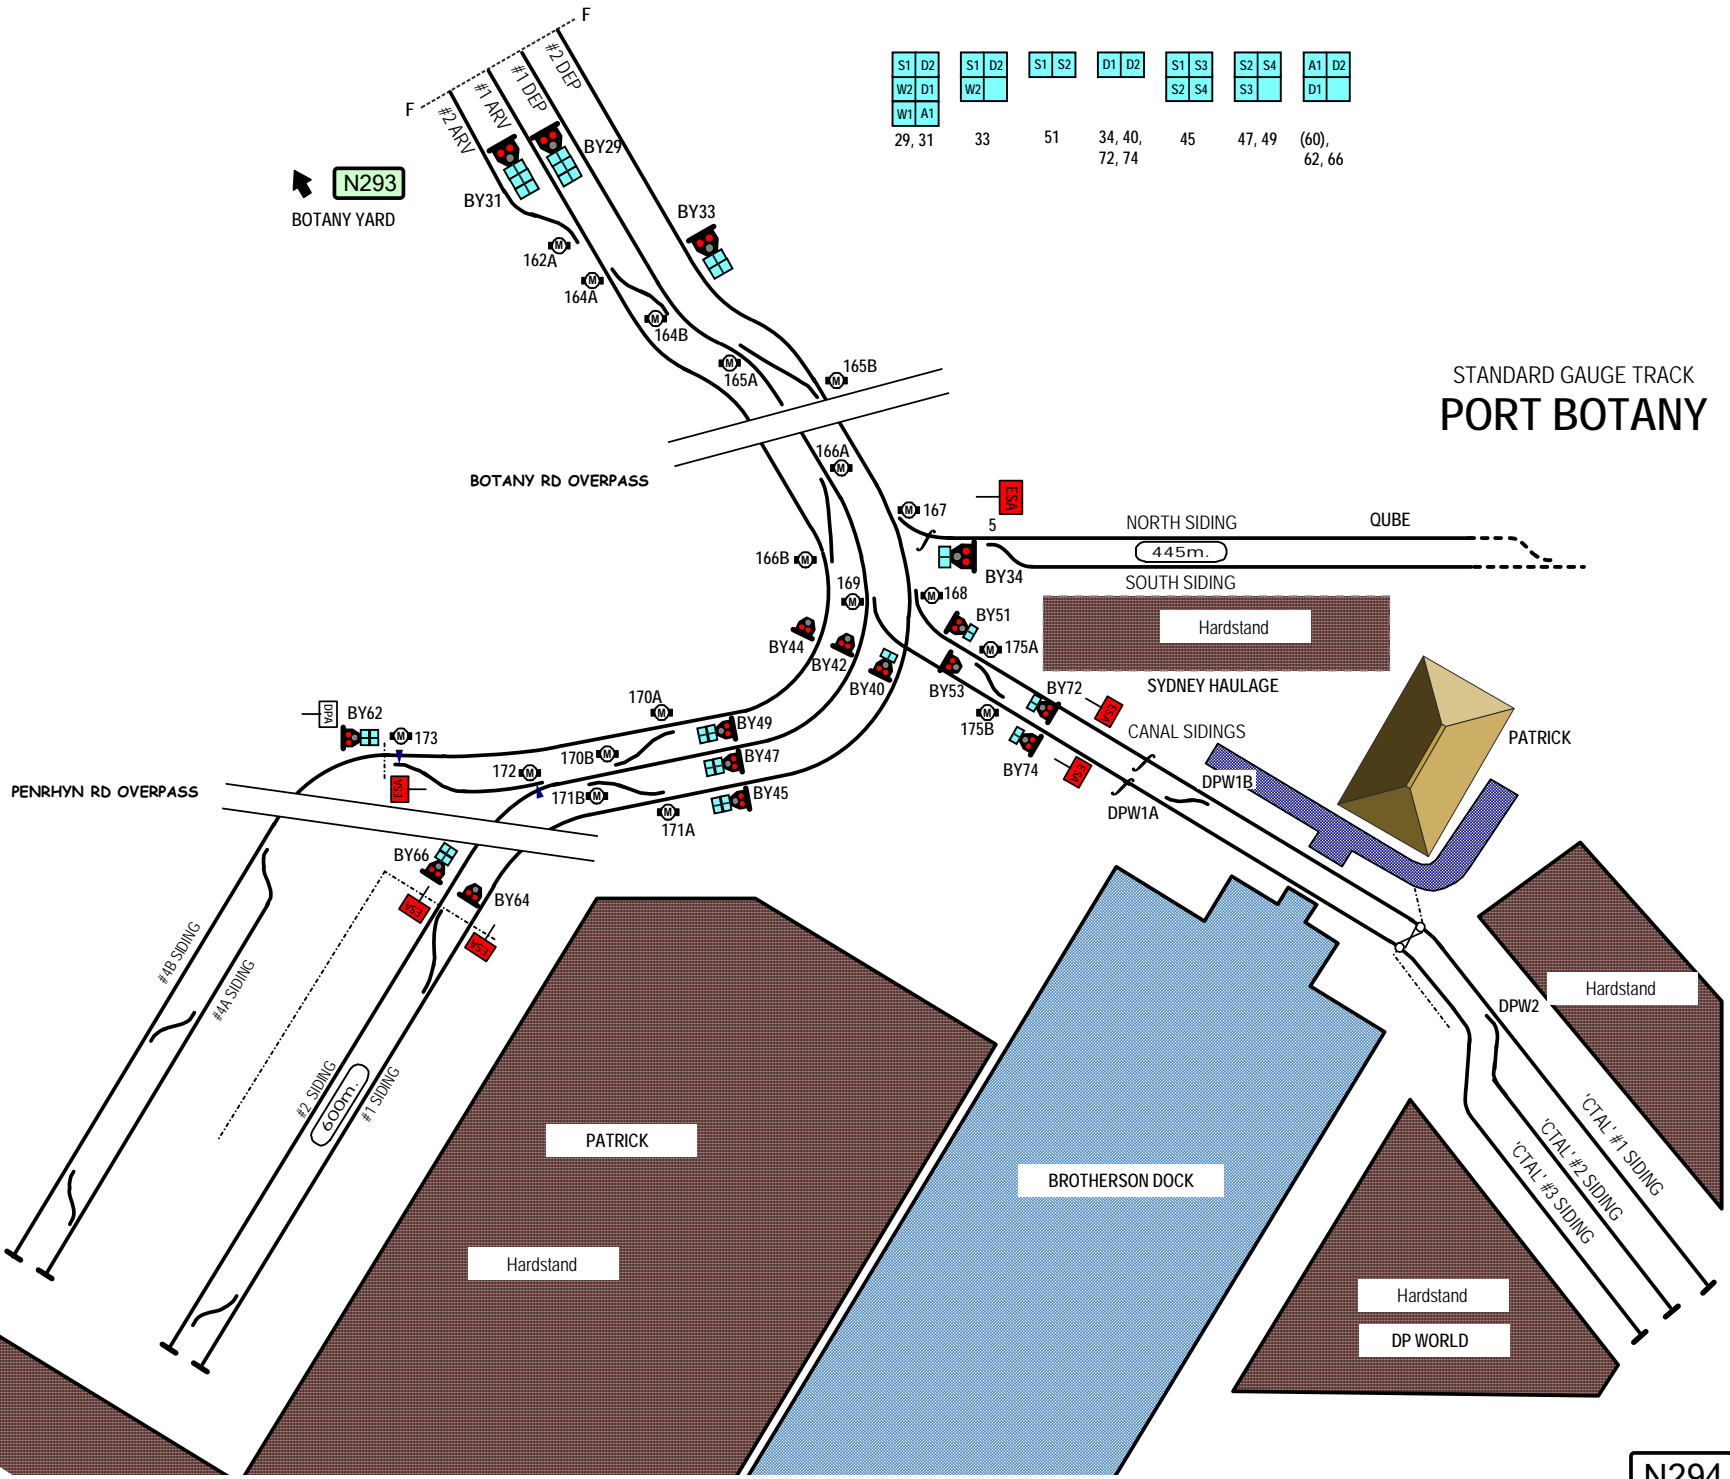 F
F
#2 ARV
#1 ARV
#1 DEP
#2 DEP
S1 D2
W2 D1
W1 A1
29, 31
S1 D2
W2
33
S1 S2
51
D1 D2
34, 40,
72, 74
S1 S3
S2 S4
45
S2 S4
S3
47, 49
A1 D2
D1
(60),
62, 66
N293
BOTANY YARD
BY31
BY29
BY33
M
162A
M
164A
M
164B
M
165A
M
165B
STANDARD GAUGE TRACK
PORT BOTANY
BOTANY RD OVERPASS
M
166A
M
166B
M
167
ESA
5
NORTH SIDING
QUBE
445m.
SOUTH SIDING
BY34
M
168
M
169
Hardstand
SYDNEY HAULAGE
BY44
BY42
BY40
BY51
BY53
M
175A
M
175B
BY72
ESA
BY74
ESA
CANAL SIDINGS
DPW1B
DPW1A
PATRICK
DPA
BY62
M
173
ESA
M
170A
M
170B
M
171A
M
171B
M
172
BY49
BY47
BY45
PENRHYN RD OVERPASS
BY66
ESA
BY64
ESA
#4B SIDING
#4A SIDING
#2 SIDING
600m.
#1 SIDING
PATRICK
Hardstand
BROTHERSON DOCK
Hardstand
DPW2
'CTAL' #1 SIDING
'CTAL' #2 SIDING
'CTAL' #3 SIDING
Hardstand
DP WORLD
N294